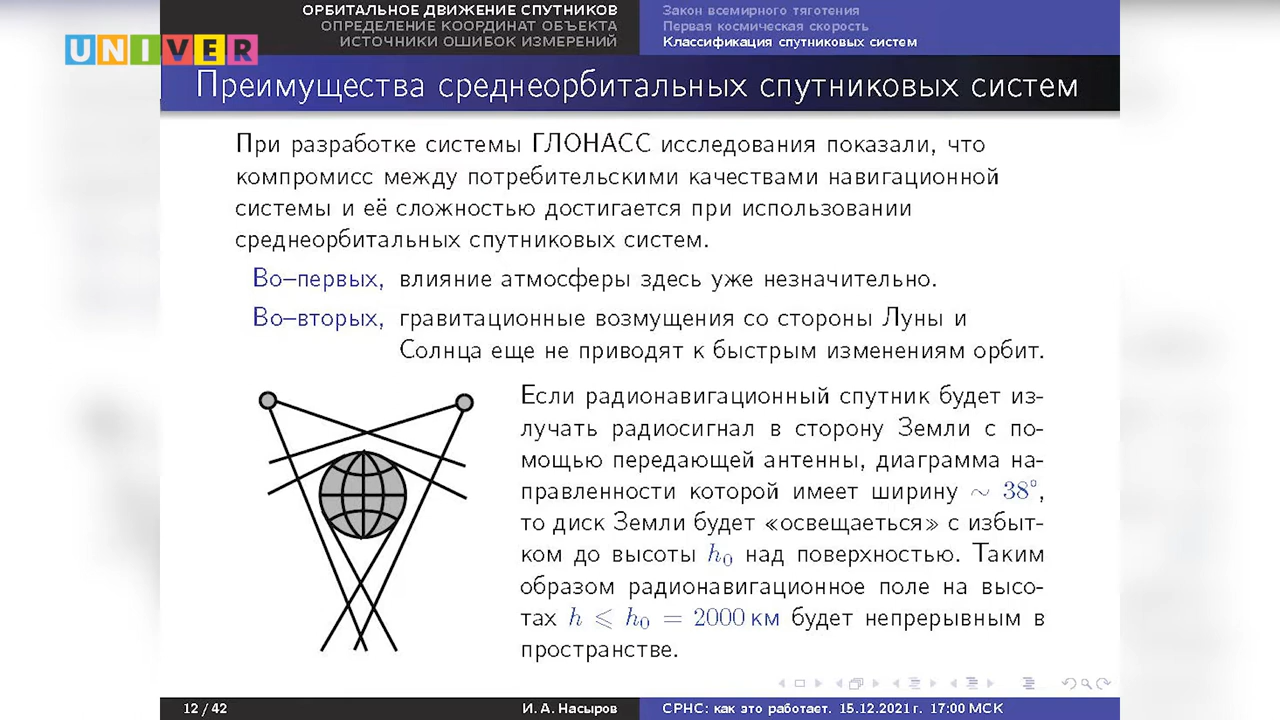 ОРБИТАЛЬНОЕ ДВИЖЕНИЕ СПУТНИКОВ
ОПРЕДЕЛЕНИЕ КООРДИНАТ ОБЪЕКТА
ИСТОЧНИКИ ОШИБОК ИЗМЕРЕНИЙ
Закон всемирного тяготения
Первая космическая скорость
Классификация спутниковых систем
UNIVER
Преимущества среднеорбитальных спутниковых систем
При разработке системы ГЛОНАСС исследования показали, что
компромисс между потребительскими качествами навигационной
системы и её сложностью достигается при использовании
среднеорбитальных спутниковых систем.
Во–первых, влияние атмосферы здесь уже незначительно.
Во–вторых, гравитационные возмущения со стороны Луны и
Солнца еще не приводят к быстрым изменениям орбит.
Если радионавигационный спутник будет из-
лучать радиосигнал в сторону Земли с по-
мощью передающей антенны, диаграмма на-
правленности которой имеет ширину ~ 38°,
то диск Земли будет «освещаеться» с избыт-
ком до высоты h₀ над поверхностью. Таким
образом радионавигационное поле на высо-
тах h ⩽ h₀ = 2000 км будет непрерывным в
пространстве.
12 / 42
И. А. Насыров
СРНС: как это работает. 15.12.2021 г. 17:00 МСК